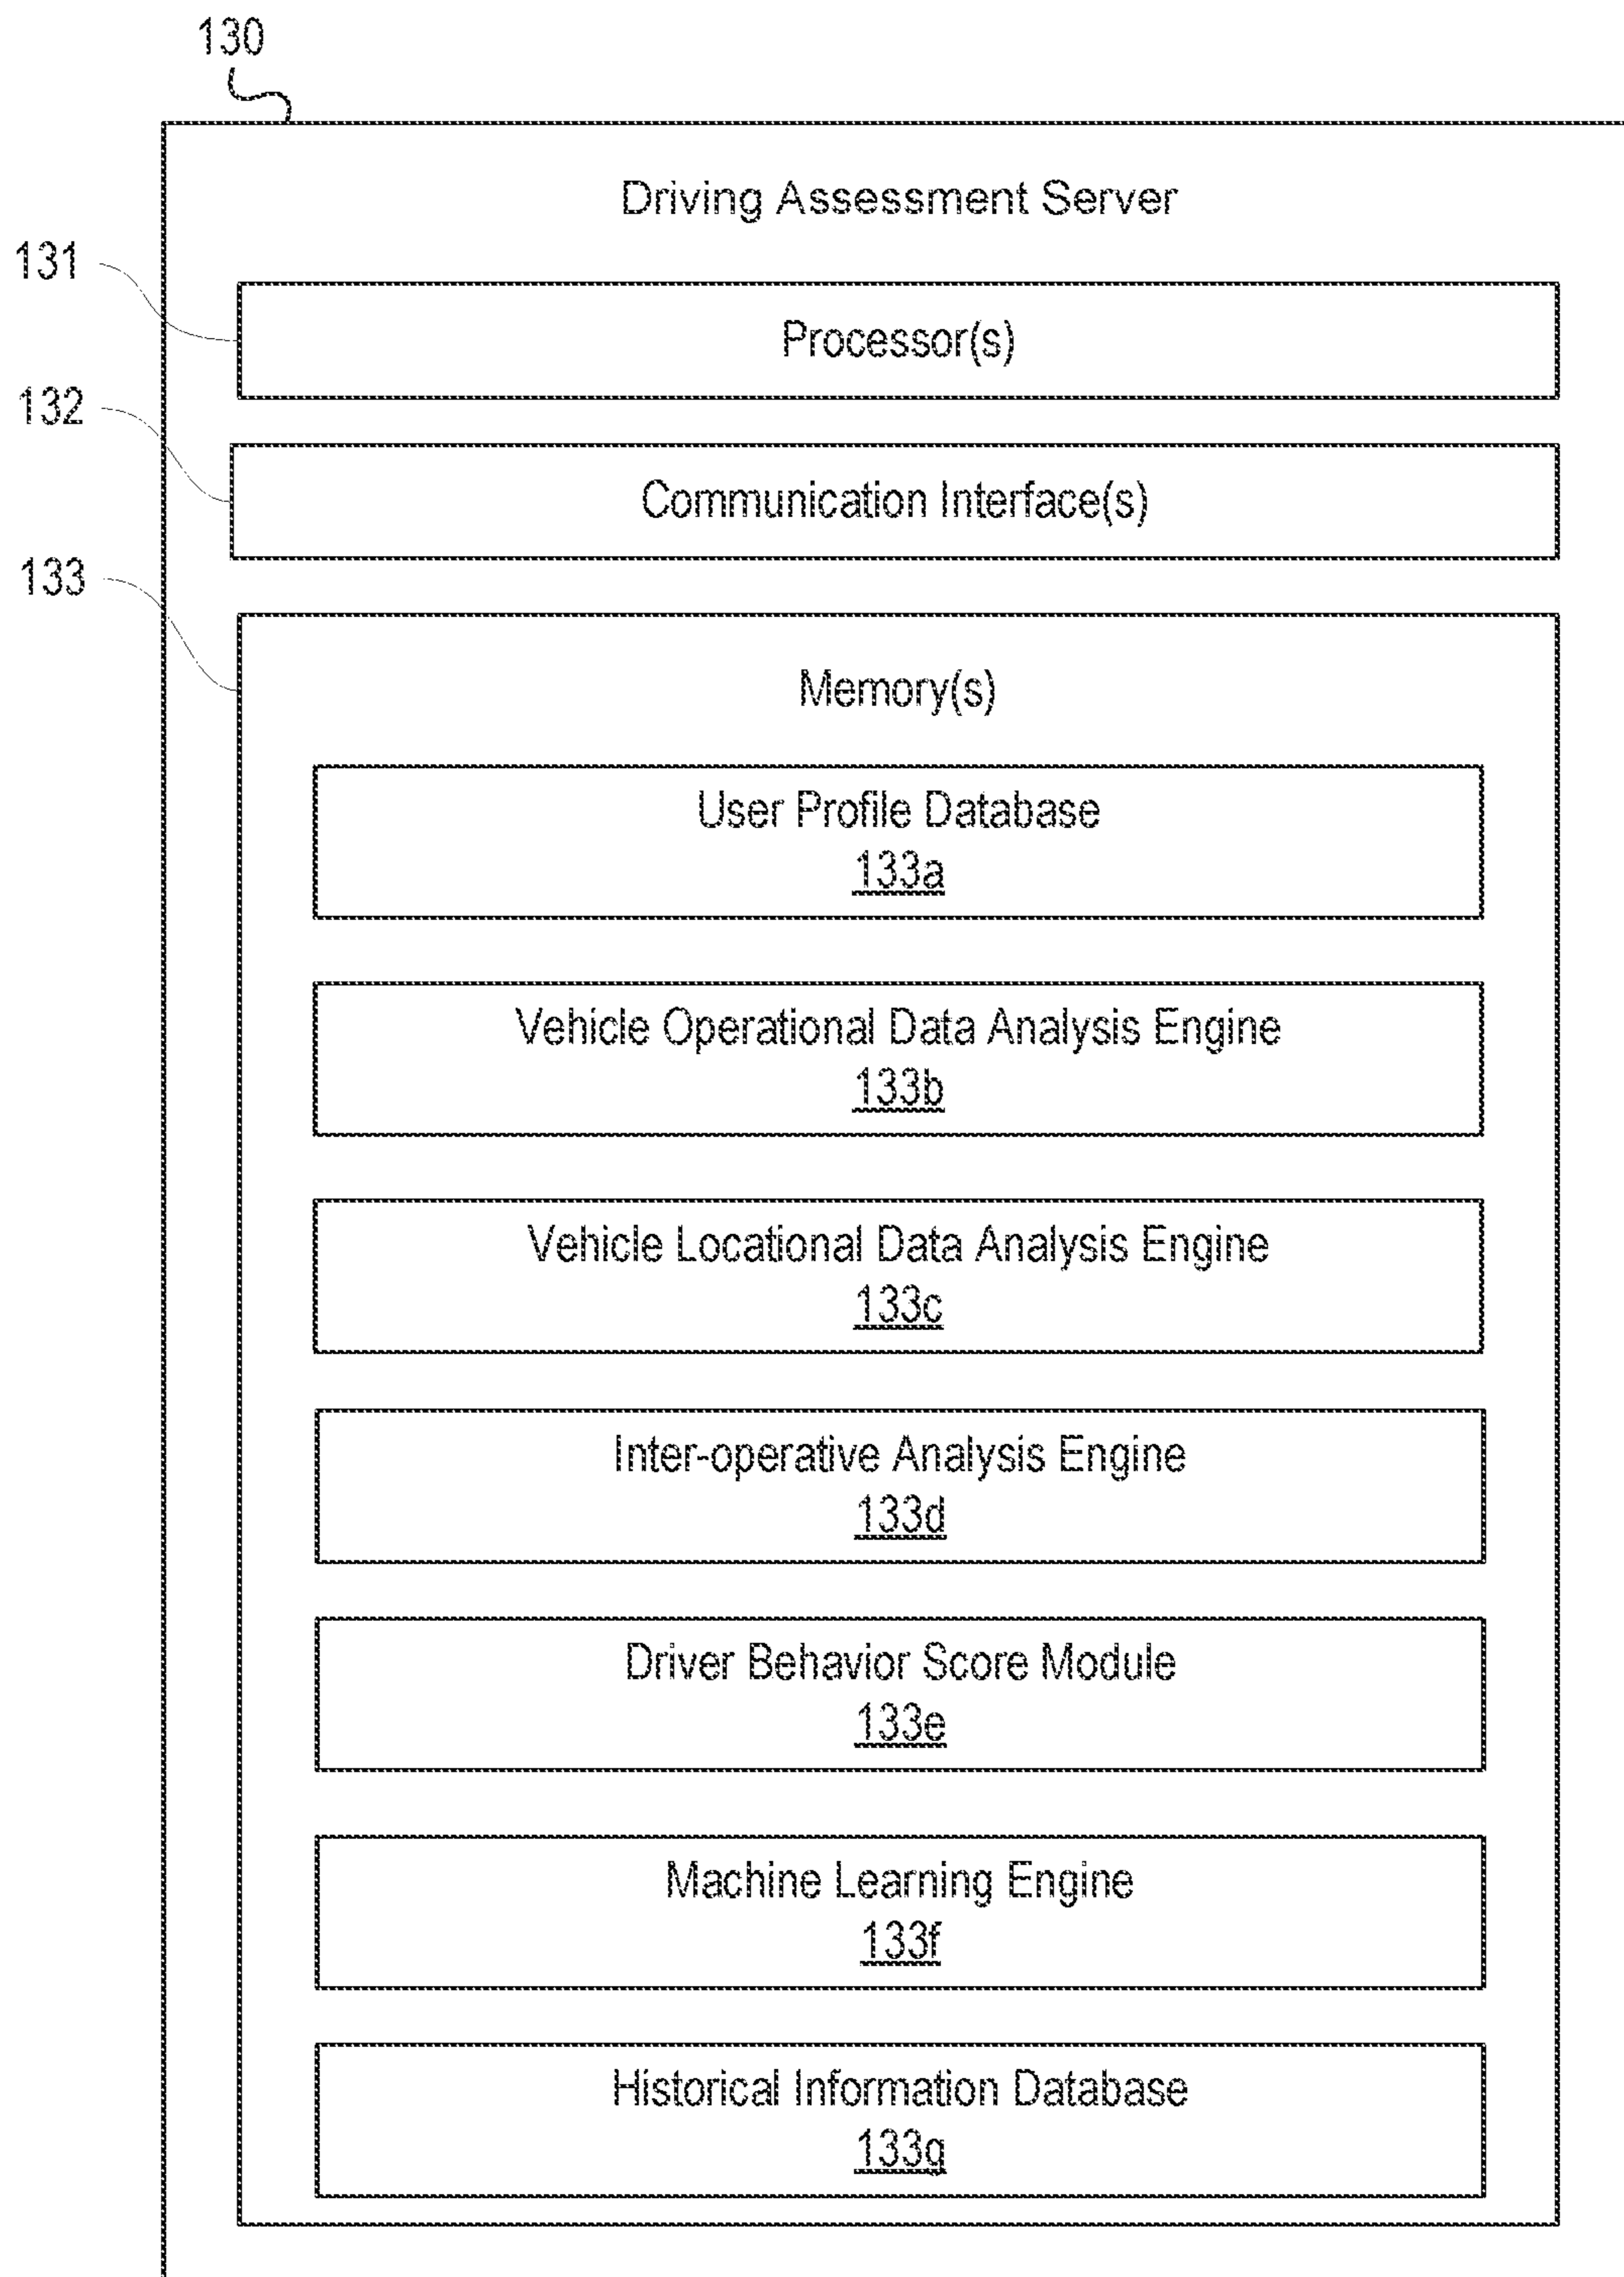 130
Driving Assessment Server
131
Processor(s)
132
Communication Interface(s)
133
Memory(s)
User Profile Database
133a
Vehicle Operational Data Analysis Engine
133b
Vehicle Locational Data Analysis Engine
133c
Inter-operative Analysis Engine
133d
Driver Behavior Score Module
133e
Machine Learning Engine
133f
Historical Information Database
133g